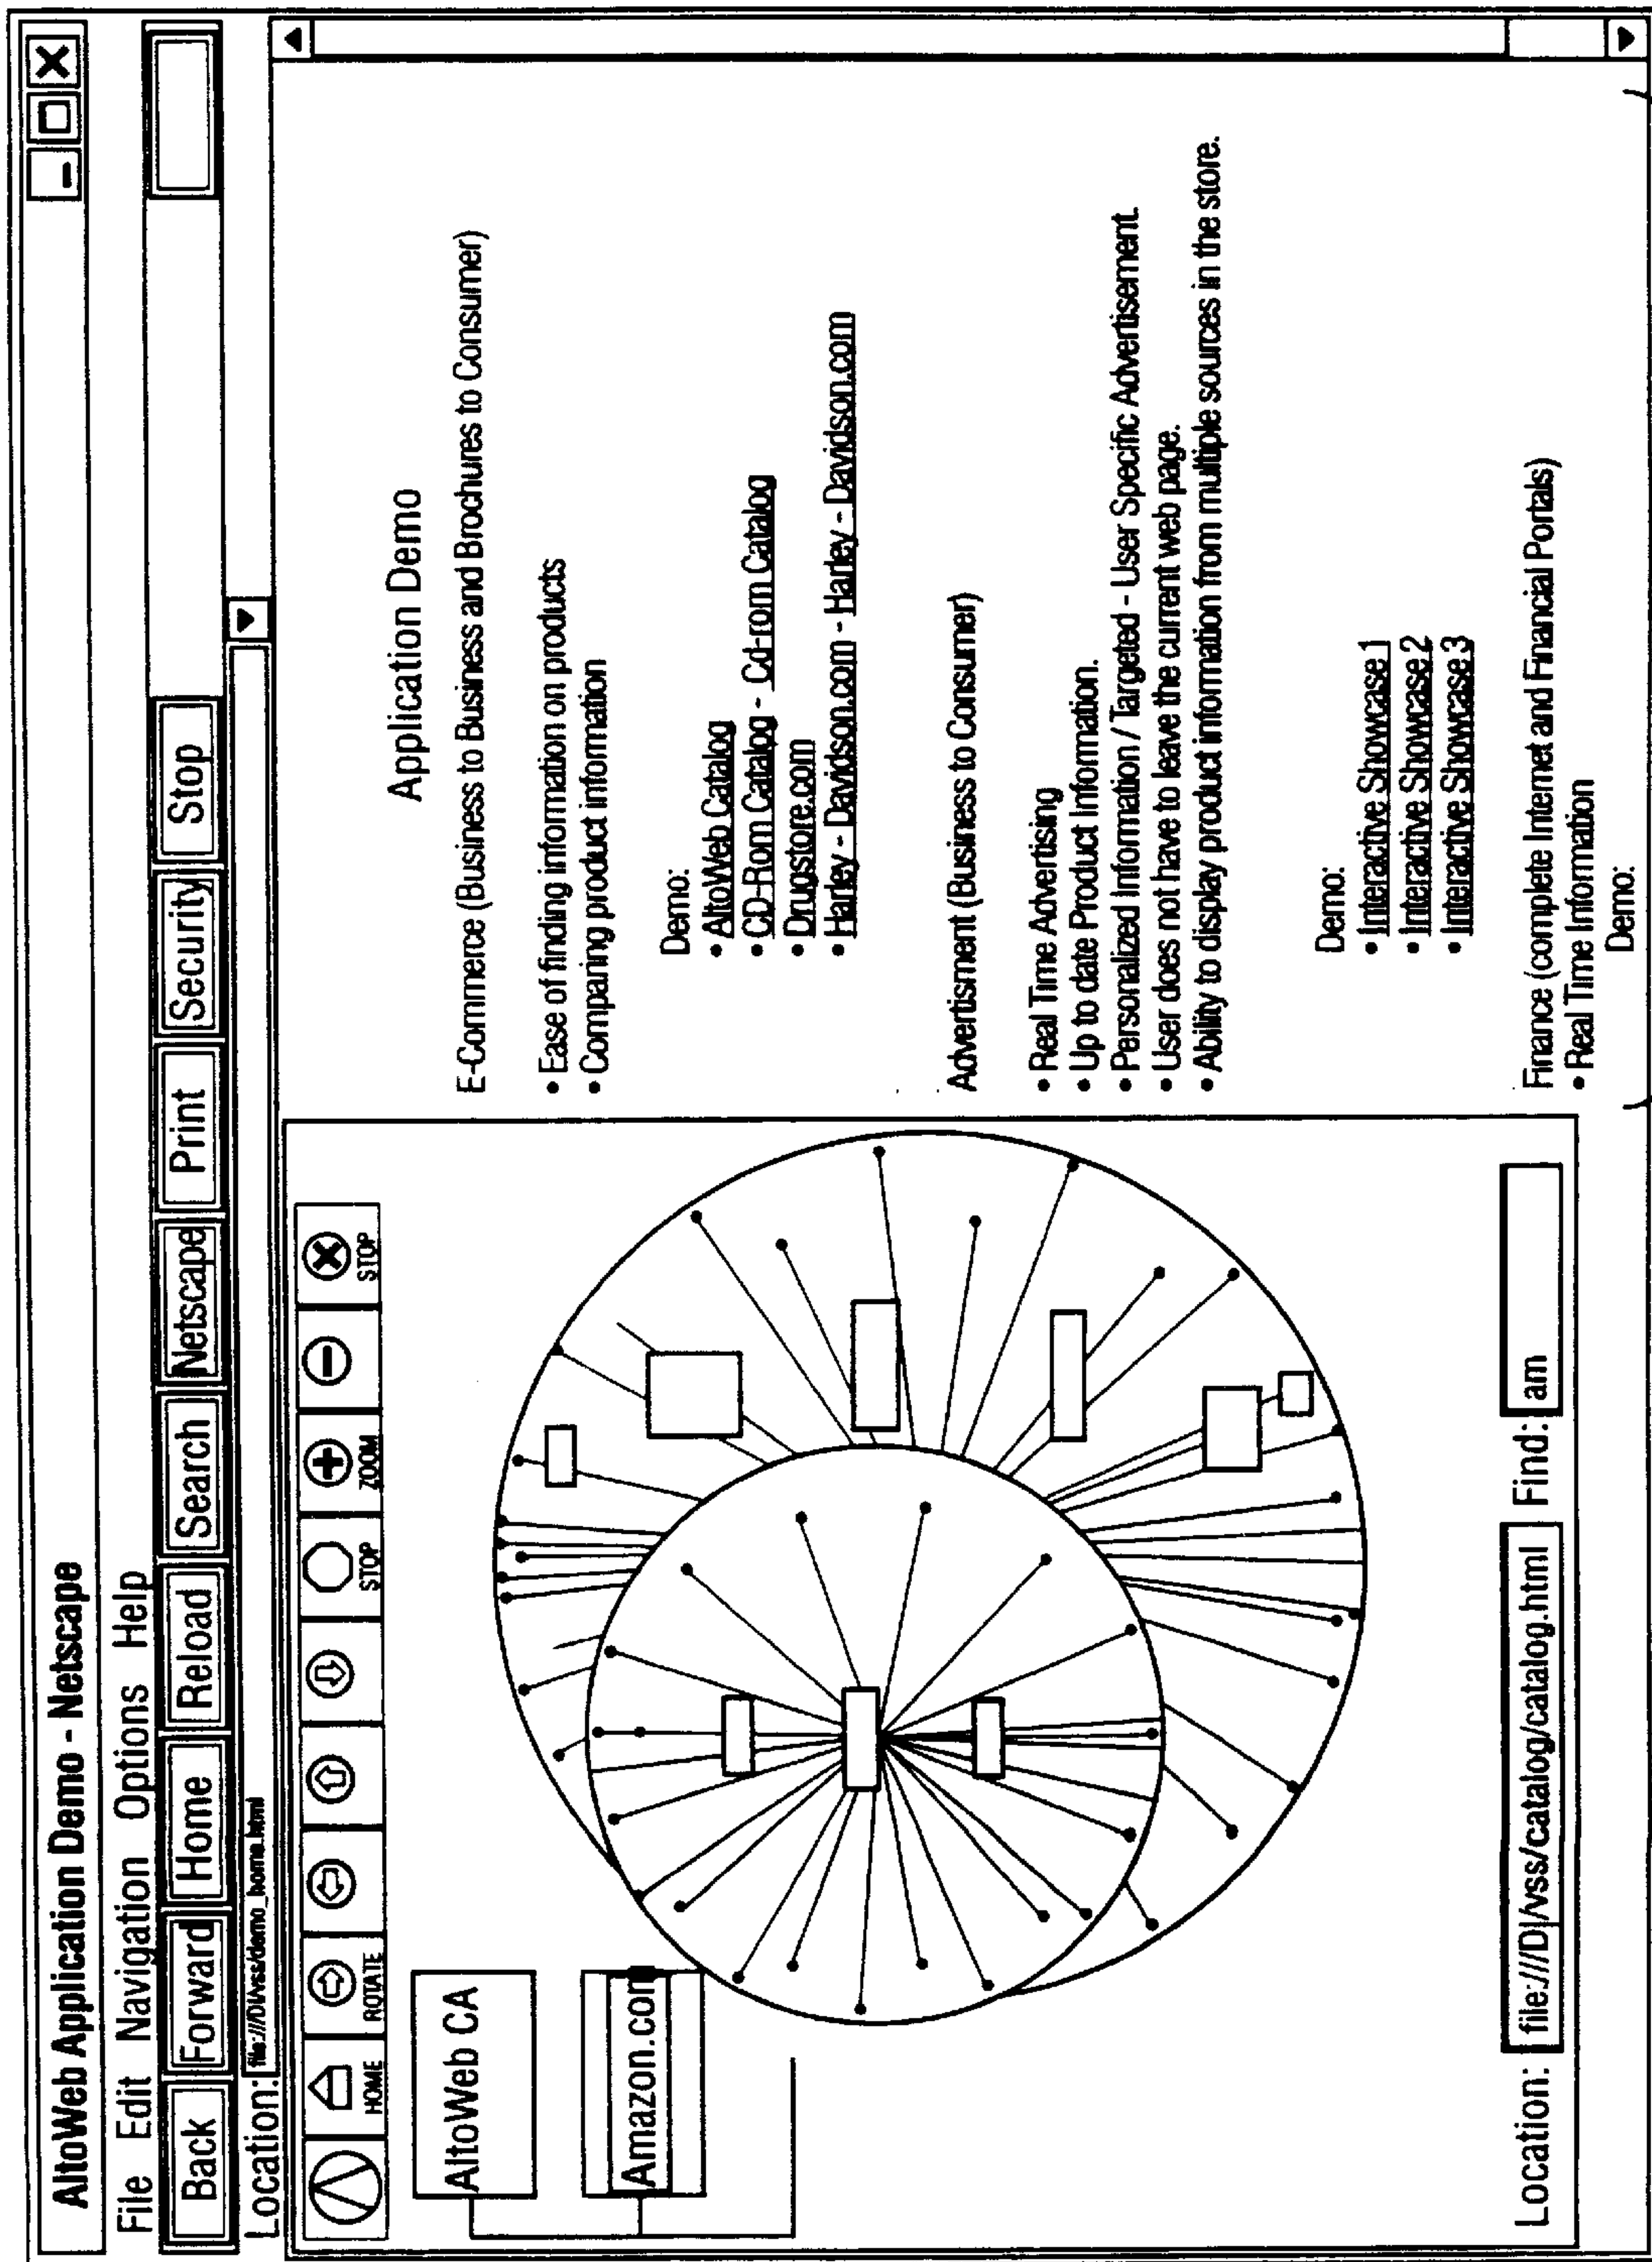 AltoWeb Application Demo - Netscape
File Edit Navigation Options Help
Back Forward Home Reload Search Netscape Print Security Stop
Location: file:///D|/vss/demo_home.html
HOME ROTATE STOP ZOOM STOP
AltoWeb CA
Amazon.com
Location: file:///D|/vss/catalog/catalog.html Find: am
Application Demo
E-Commerce (Business to Business and Brochures to Consumer)
• Ease of finding information on products
• Comparing product information
Demo:
• AltoWeb Catalog
• CD-Rom Catalog - Cd-rom Catalog
• Drugstore.com
• Harley - Davidson.com - Harley - Davidson.com
Advertisment (Business to Consumer)
• Real Time Advertising
• Up to date Product Information.
• Personalized Information / Targeted - User Specific Advertisement.
• User does not have to leave the current web page.
• Ability to display product information from multiple sources in the store.
Demo:
• Interactive Showcase 1
• Interactive Showcase 2
• Interactive Showcase 3
Finance (complete Internet and Financial Portals)
• Real Time Information
Demo: